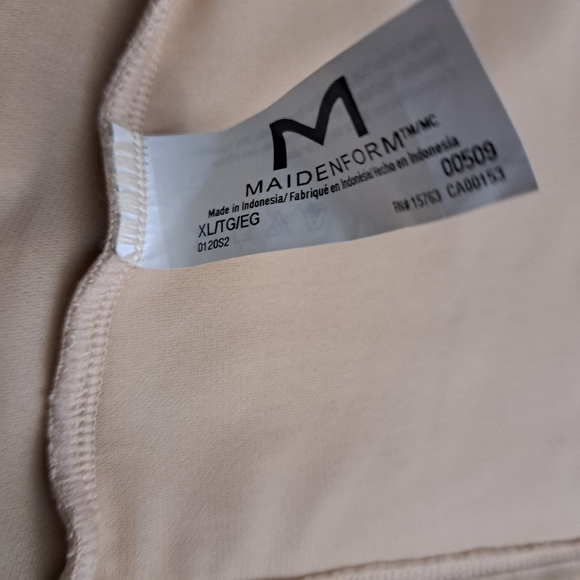 M
MAIDENFORM™/MC
Made in Indonesia/ Fabriqué en Indonésie/ Hecho en Indonesia
XL/TG/EG
00509
0120S2
RN# 15763 CA00153